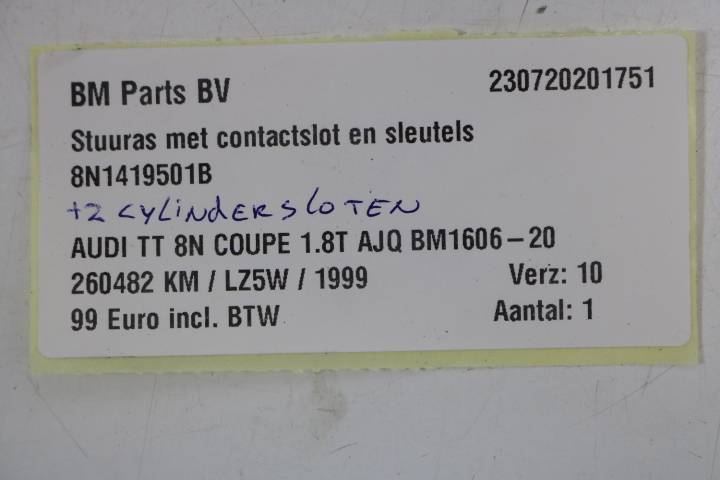 BM Parts BV 230720201751
Stuuras met contactslot en sleutels
8N1419501B
+2 CYLINDERSLOTEN
AUDI TT 8N COUPE 1.8T AJQ BM1606-20
260482 KM / LZ5W / 1999 Verz: 10
99 Euro incl. BTW Aantal: 1